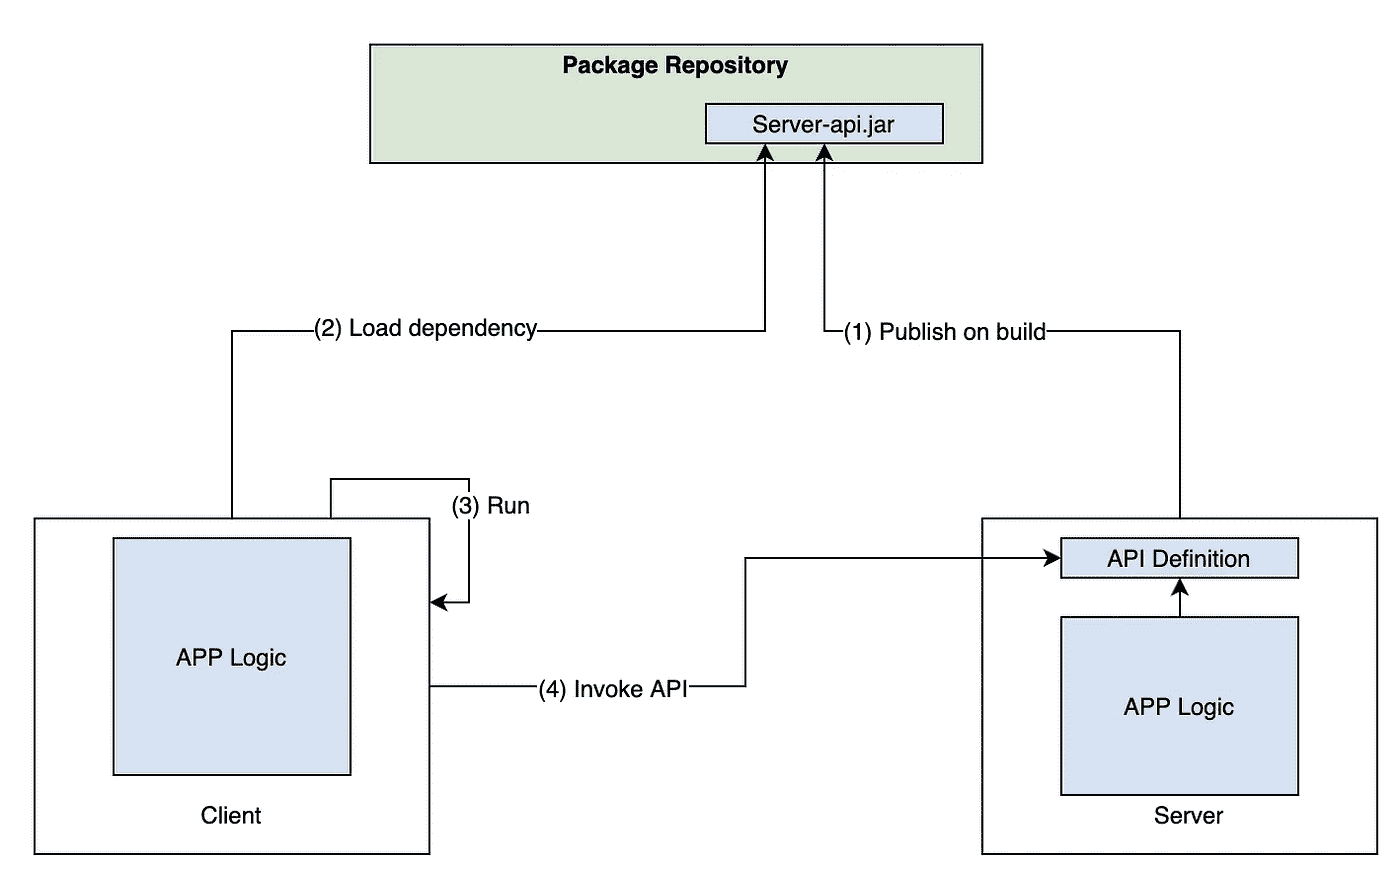 Package Repository
Server-api.jar
(2) Load dependency
(1) Publish on build
(3) Run
API Definition
APP Logic
(4) Invoke API
APP Logic
Client
Server